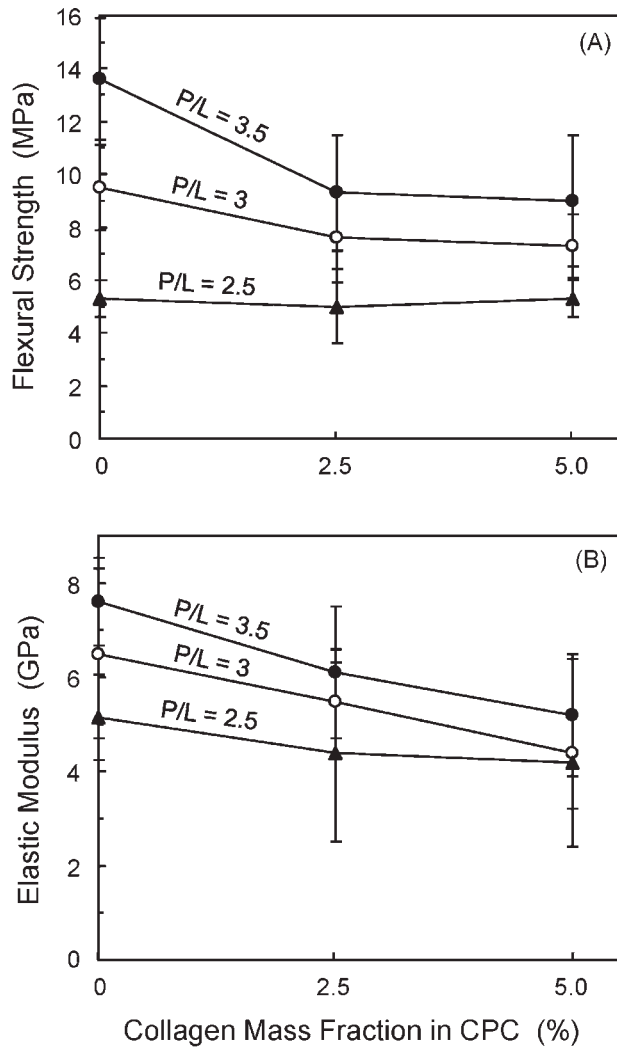 (A)
Flexural Strength (MPa)
16
14
12
10
8
6
4
2
0
P/L = 3.5
P/L = 3
P/L = 2.5
0 2.5 5.0
(B)
Elastic Modulus (GPa)
8
6
4
2
0
P/L = 3.5
P/L = 3
P/L = 2.5
0 2.5 5.0
Collagen Mass Fraction in CPC (%)